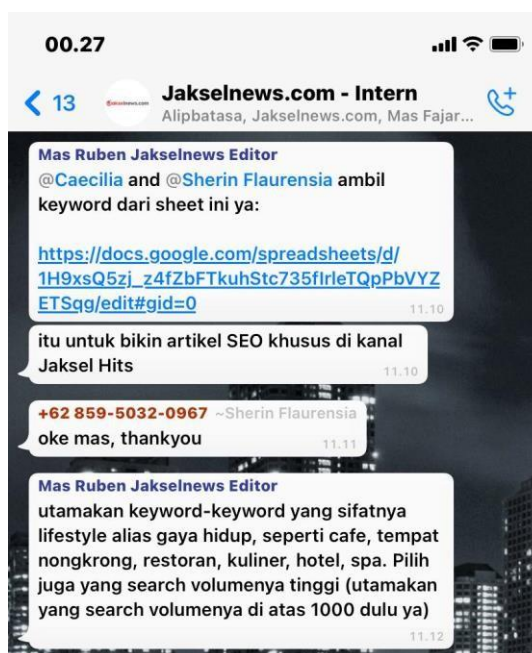 00.27
13
Jakselnews.com
Jakselnews.com - Intern
Alipbatasa, Jakselnews.com, Mas Fajar...
Mas Ruben Jakselnews Editor
@Caecilia and @Sherin Flaurensia ambil
keyword dari sheet ini ya:
https://docs.google.com/spreadsheets/d/
1H9xsQ5zj_z4fZbFTkuhStc735fIrleTQpPbVYZ
ETSqg/edit#gid=0
11.10
itu untuk bikin artikel SEO khusus di kanal
Jaksel Hits
11.10
+62 859-5032-0967 ~Sherin Flaurensia
oke mas, thankyou
11.11
Mas Ruben Jakselnews Editor
utamakan keyword-keyword yang sifatnya
lifestyle alias gaya hidup, seperti cafe, tempat
nongkrong, restoran, kuliner, hotel, spa. Pilih
juga yang search volumenya tinggi (utamakan
yang search volumenya di atas 1000 dulu ya)
11.12